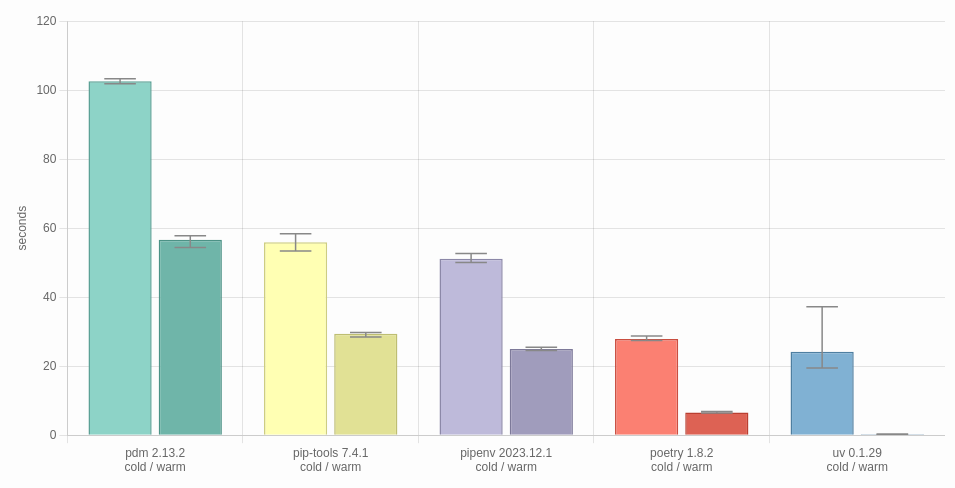 120
100
80
60
40
20
0
seconds
pdm 2.13.2
cold / warm
pip-tools 7.4.1
cold / warm
pipenv 2023.12.1
cold / warm
poetry 1.8.2
cold / warm
uv 0.1.29
cold / warm